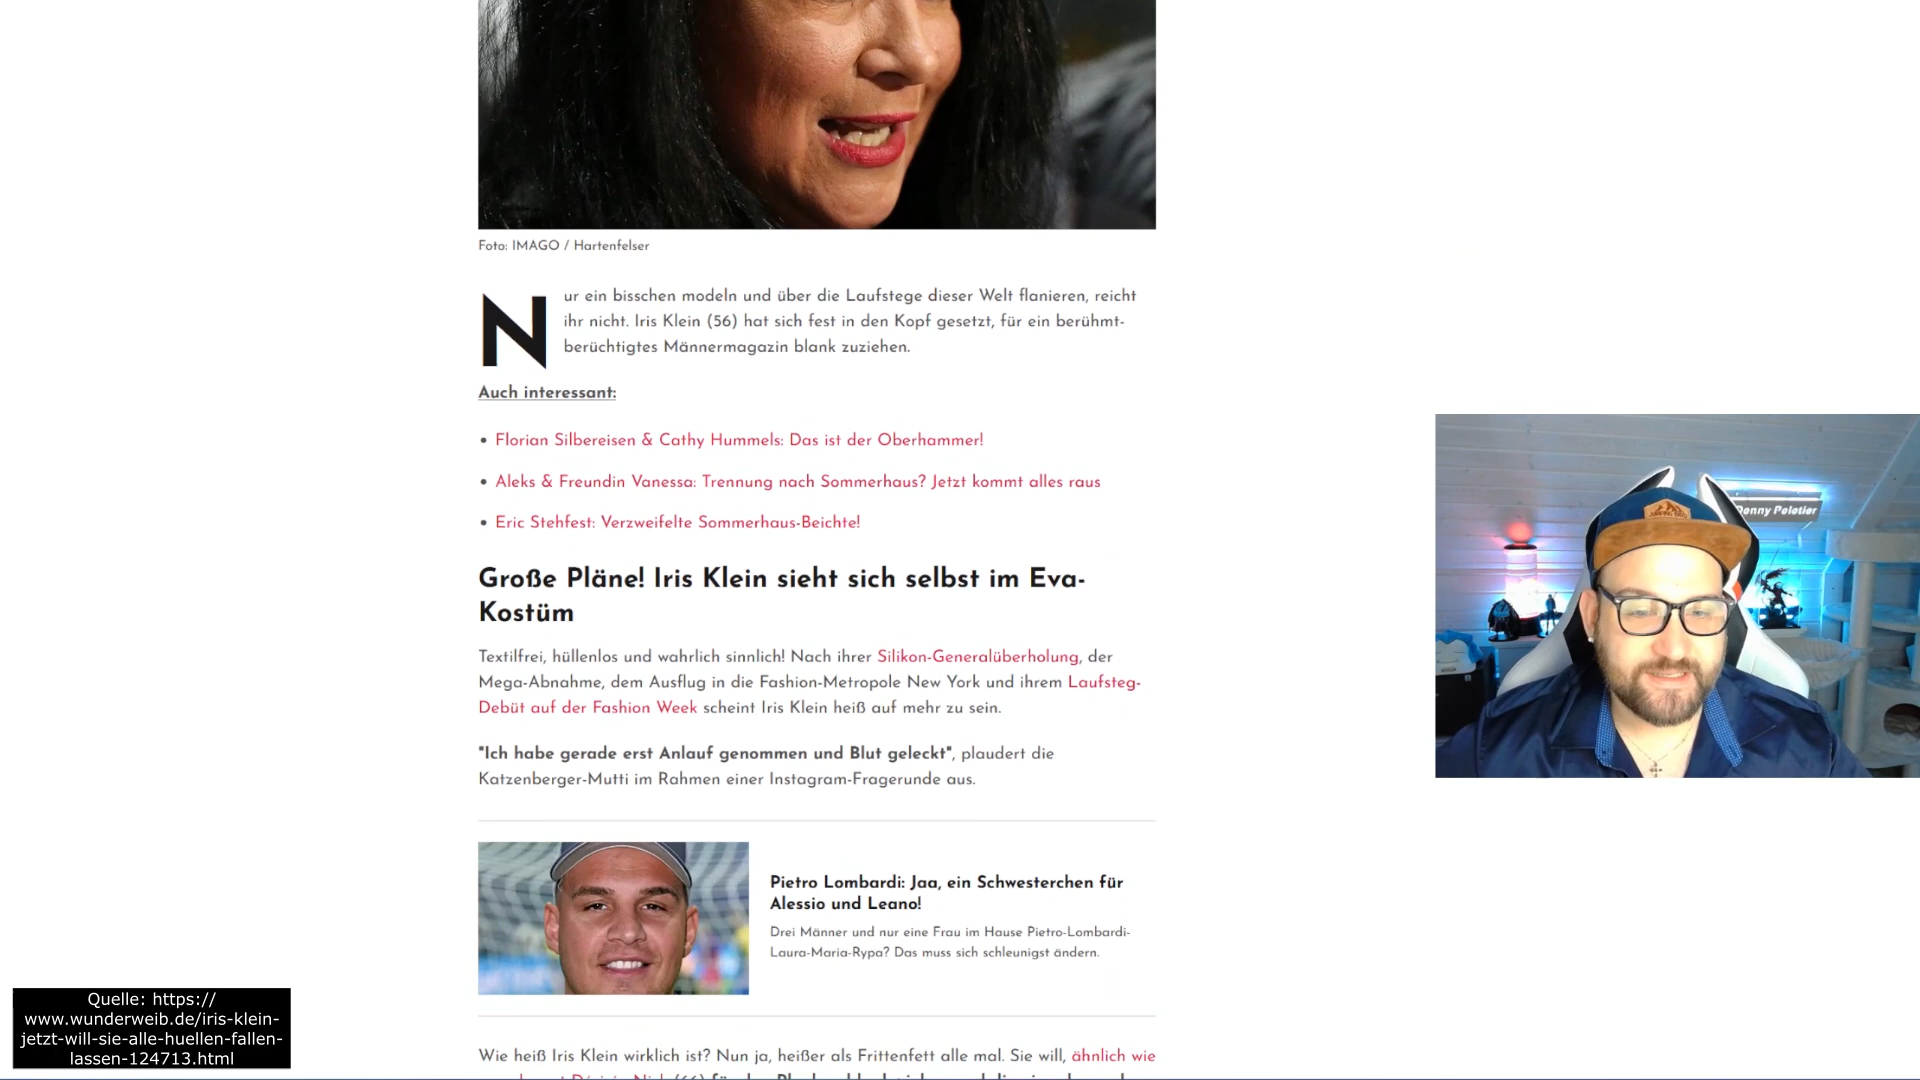 Foto: IMAGO / Hartenfelser
Nur ein bisschen modeln und über die Laufstege dieser Welt flanieren, reicht
ihr nicht. Iris Klein (56) hat sich fest in den Kopf gesetzt, für ein berühmt-
berüchtigtes Männermagazin blank zuziehen.
Auch interessant:
• Florian Silbereisen & Cathy Hummels: Das ist der Oberhammer!
• Aleks & Freundin Vanessa: Trennung nach Sommerhaus? Jetzt kommt alles raus
• Eric Stehfest: Verzweifelte Sommerhaus-Beichte!
Große Pläne! Iris Klein sieht sich selbst im Eva-
Kostüm
Textilfrei, hüllenlos und wahrlich sinnlich! Nach ihrer Silikon-Generalüberholung, der
Mega-Abnahme, dem Ausflug in die Fashion-Metropole New York und ihrem Laufsteg-
Debüt auf der Fashion Week scheint Iris Klein heiß auf mehr zu sein.
"Ich habe gerade erst Anlauf genommen und Blut geleckt", plaudert die
Katzenberger-Mutti im Rahmen einer Instagram-Fragerunde aus.
Pietro Lombardi: Jaa, ein Schwesterchen für
Alessio und Leano!
Drei Männer und nur eine Frau im Hause Pietro-Lombardi-
Laura-Maria-Rypa? Das muss sich schleunigst ändern.
Wie heiß Iris Klein wirklich ist? Nun ja, heißer als Frittenfett alle mal. Sie will, ähnlich wie
Donny Pelotier
Quelle: https://
www.wunderweib.de/iris-klein-
jetzt-will-sie-alle-huellen-fallen-
lassen-124713.html